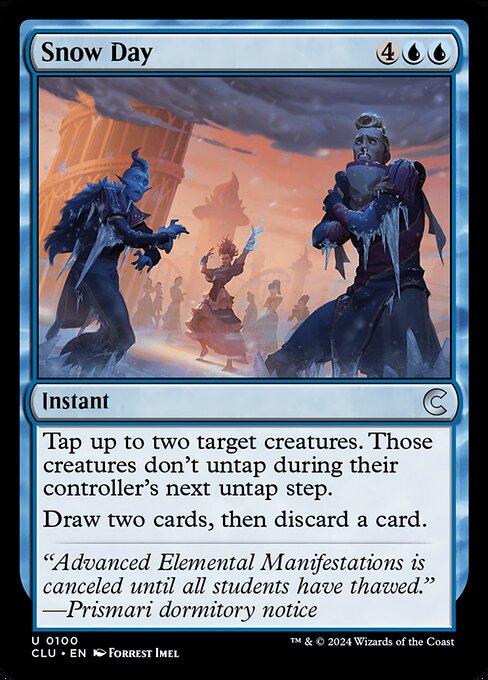 Snow Day 4
Instant
Tap up to two target creatures. Those
creatures don't untap during their
controller's next untap step.
Draw two cards, then discard a card.
“Advanced Elemental Manifestations is
canceled until all students have thawed.”
—Prismari dormitory notice
U 0100
CLU • EN Forrest Imel
™ & © 2024 Wizards of the Coast